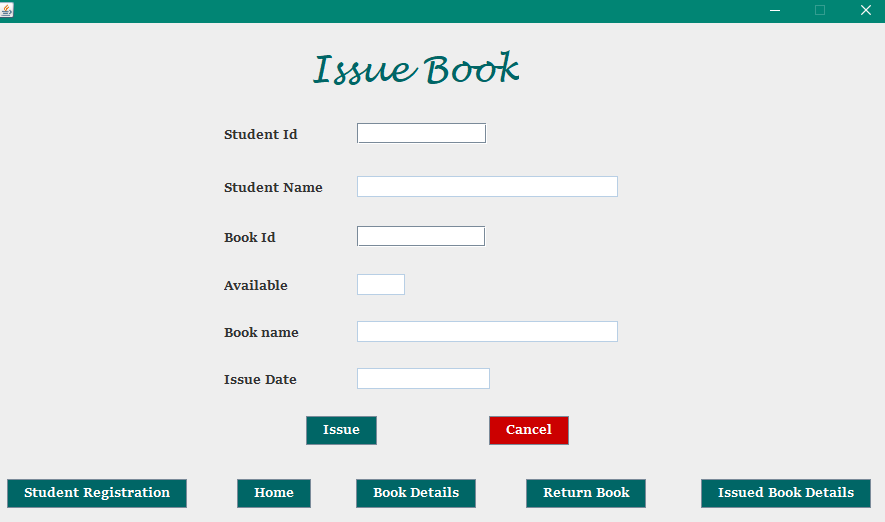 Issue Book
Student Id
Student Name
Book Id
Available
Book name
Issue Date
Issue Cancel
Student Registration Home Book Details Return Book Issued Book Details